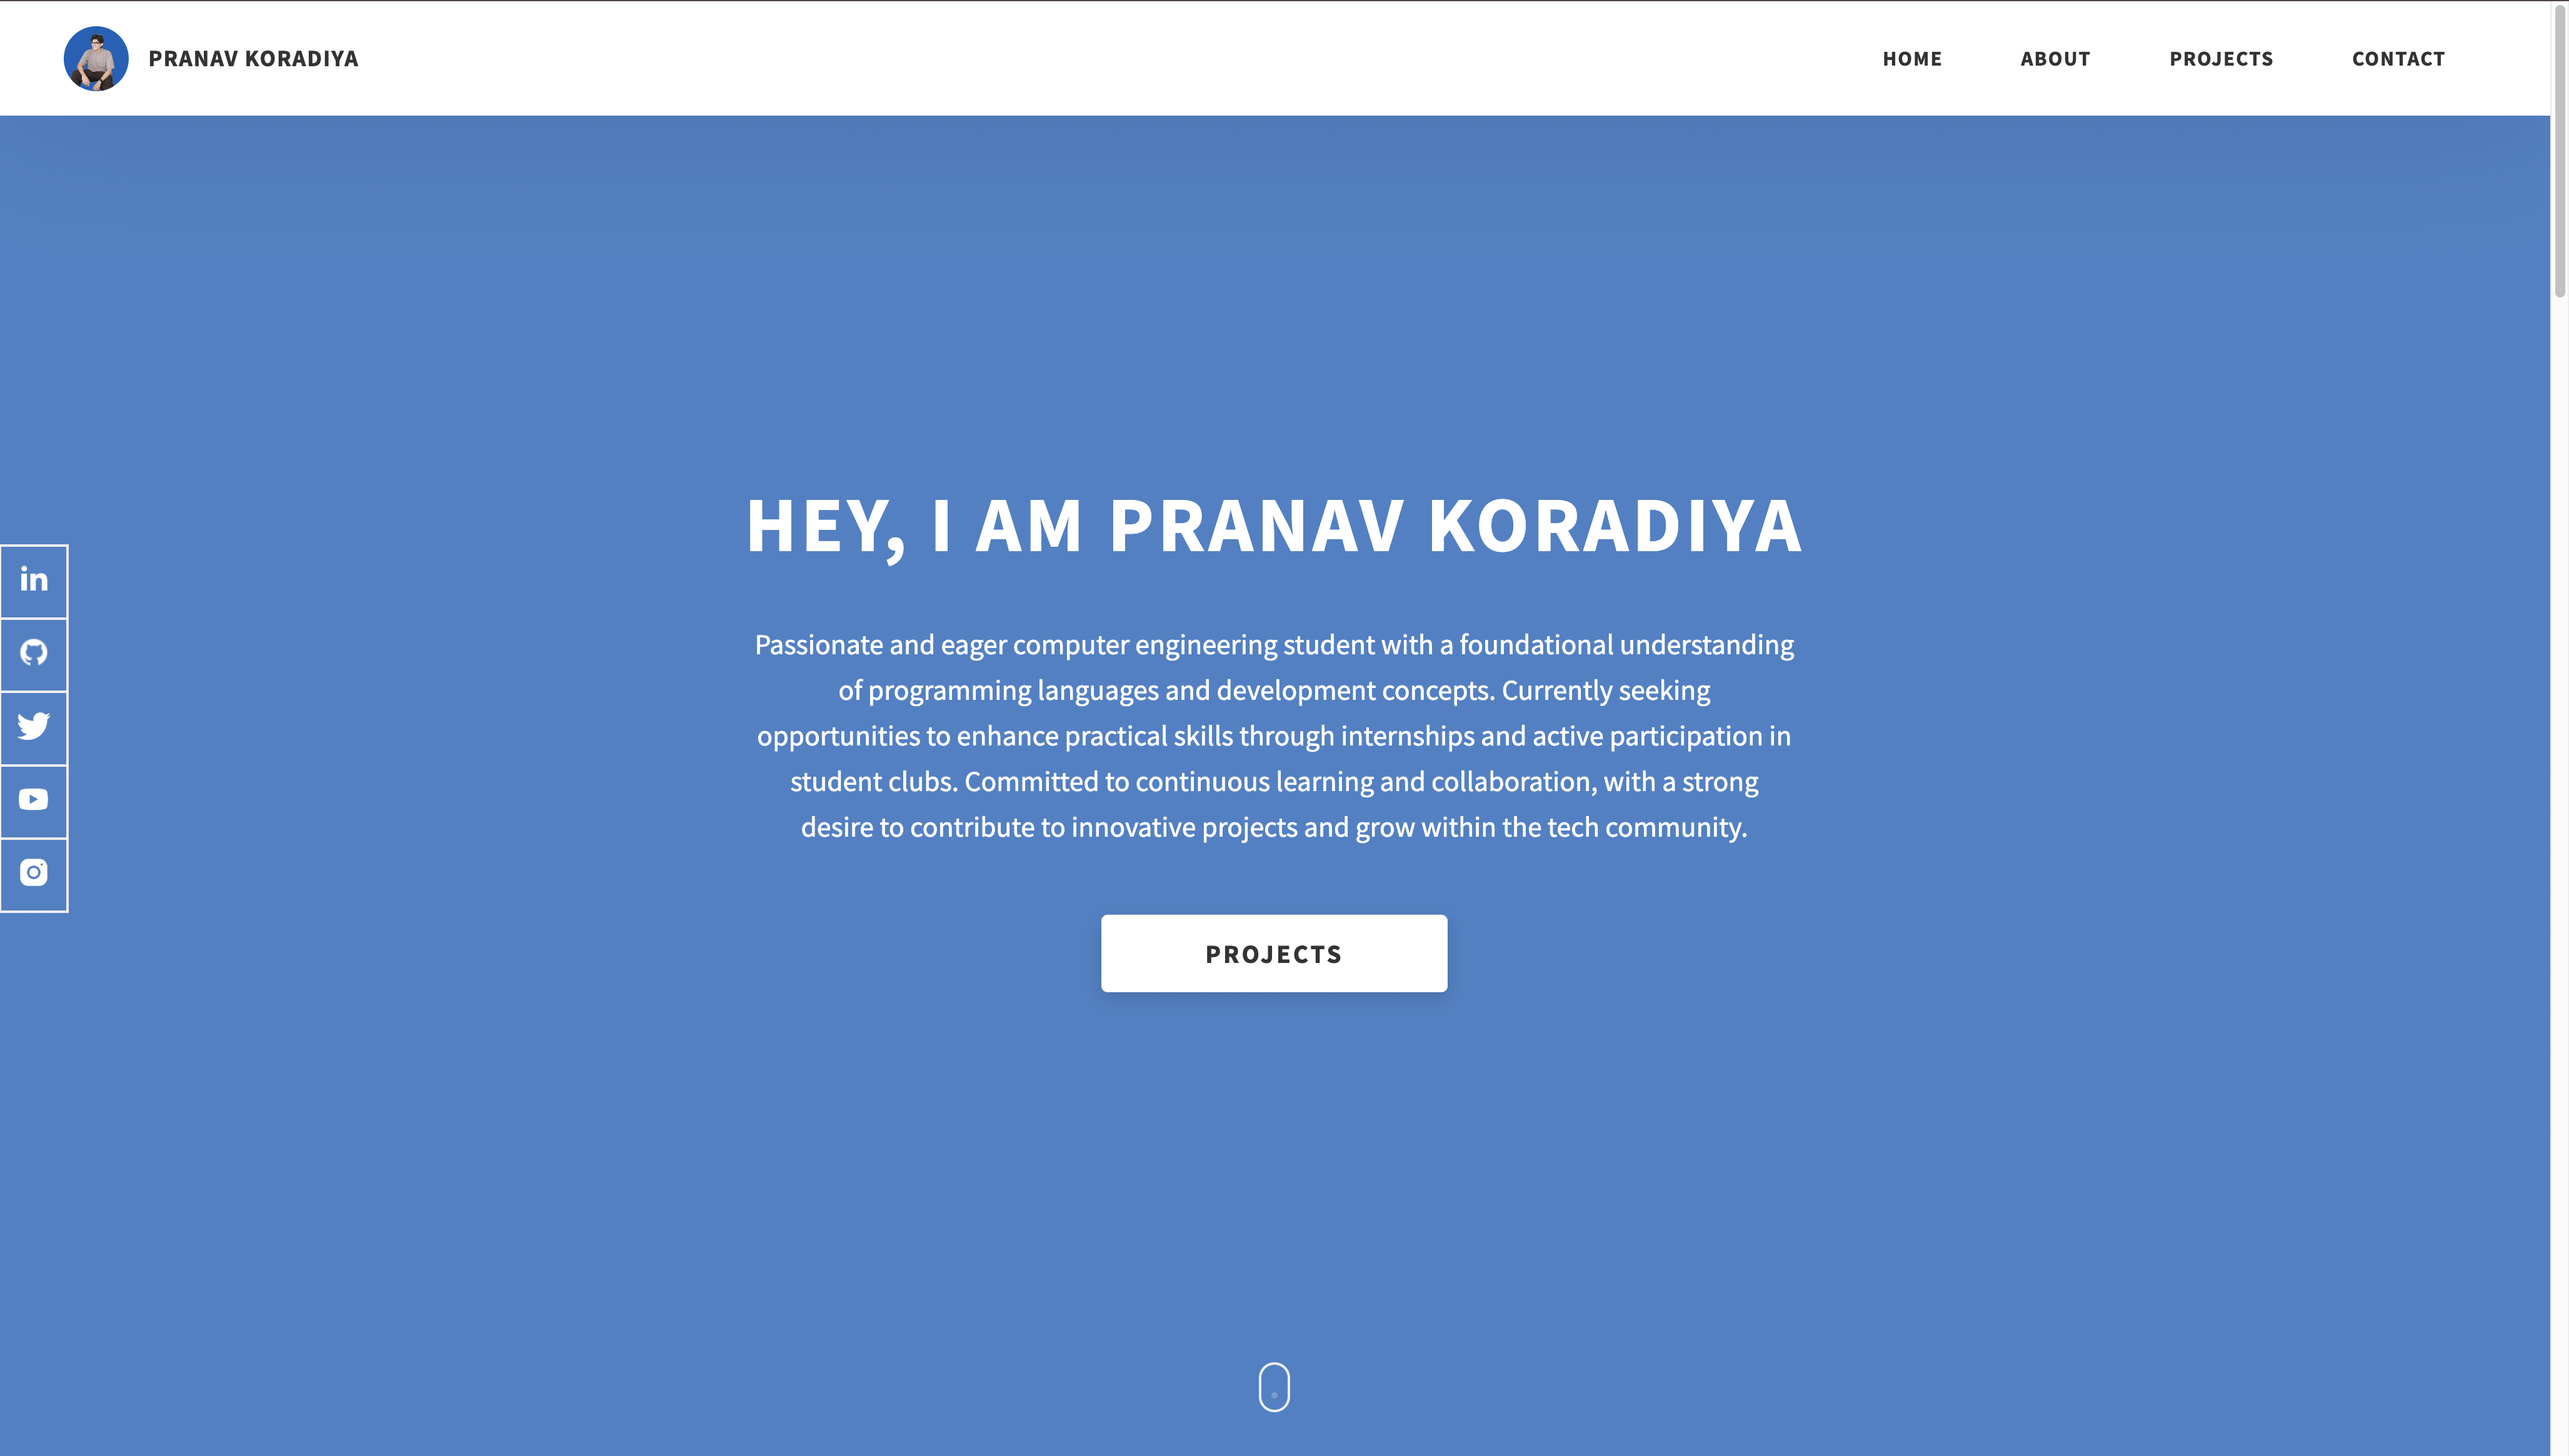 PRANAV KORADIYA
HOME
ABOUT
PROJECTS
CONTACT
HEY, I AM PRANAV KORADIYA
Passionate and eager computer engineering student with a foundational understanding
of programming languages and development concepts. Currently seeking
opportunities to enhance practical skills through internships and active participation in
student clubs. Committed to continuous learning and collaboration, with a strong
desire to contribute to innovative projects and grow within the tech community.
in
PROJECTS